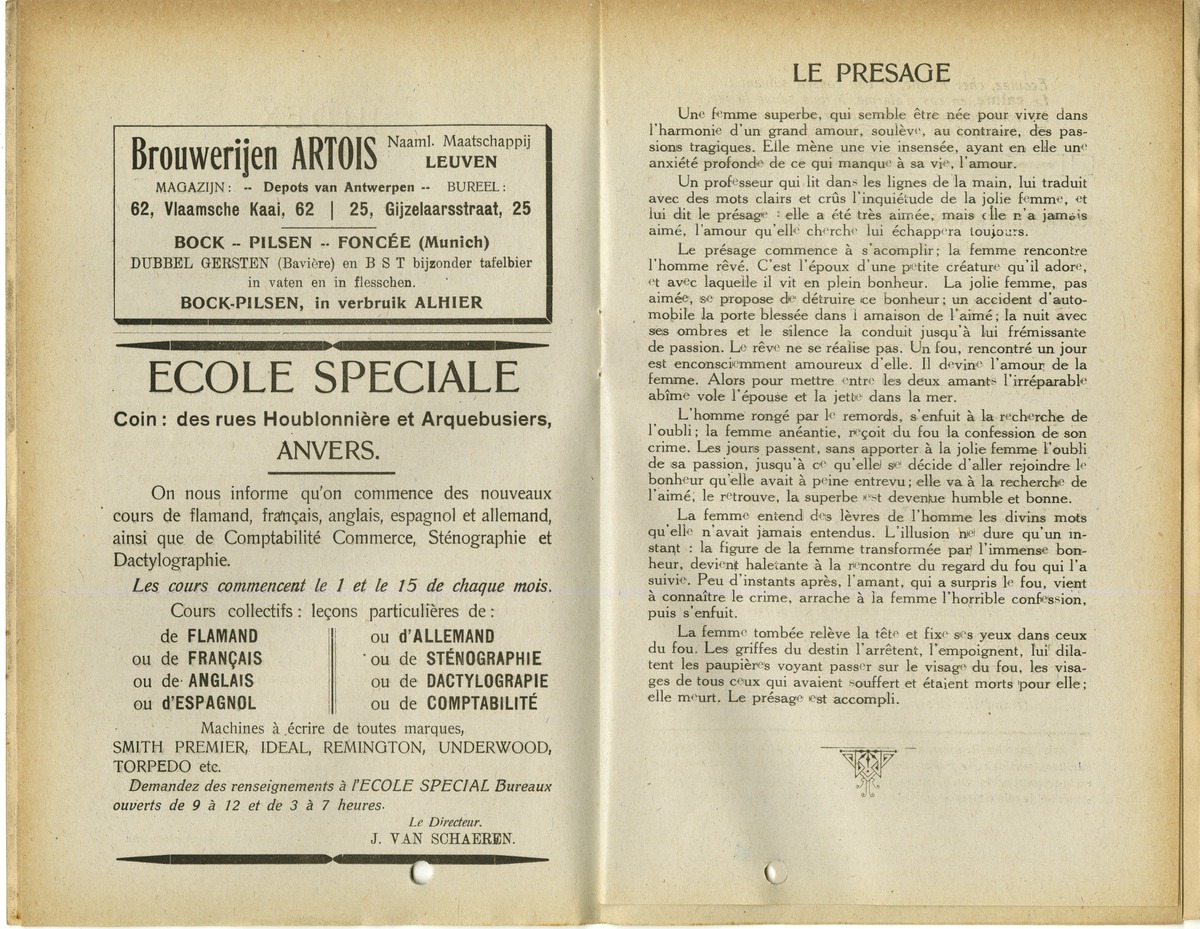 Brouwerijen ARTOIS Naaml. Maatschappij
LEUVEN
MAGAZIJN: -- Depots van Antwerpen -- BUREEL:
62, Vlaamsche Kaai, 62 | 25, Gijzelaarsstraat, 25
BOCK -- PILSEN -- FONCÉE (Munich)
DUBBEL GERSTEN (Bavière) en B S T bijzonder tafelbier
in vaten en in flesschen.
BOCK-PILSEN, in verbruik ALHIER
ECOLE SPECIALE
Coin: des rues Houblonnière et Arquebusiers,
ANVERS.
On nous informe qu'on commence des nouveaux
cours de flamand, français, anglais, espagnol et allemand,
ainsi que de Comptabilité Commerce, Sténographie et
Dactylographie.
Les cours commencent le 1 et le 15 de chaque mois.
Cours collectifs: leçons particulières de:
de FLAMAND
ou de FRANÇAIS
ou de ANGLAIS
ou d'ESPAGNOL
ou d'ALLEMAND
ou de STÉNOGRAPHIE
ou de DACTYLOGRAPIE
ou de COMPTABILITÉ
Machines à écrire de toutes marques,
SMITH PREMIER, IDEAL, REMINGTON, UNDERWOOD,
TORPEDO etc.
Demandez des renseignements à l'ECOLE SPECIAL Bureaux
ouverts de 9 à 12 et de 3 à 7 heures.
Le Directeur.
J. VAN SCHAEREN.
LE PRESAGE
Une femme superbe, qui semble être née pour vivre dans
l'harmonie d'un grand amour, soulève, au contraire, des pas-
sions tragiques. Elle mène une vie insensée, ayant en elle une
anxiété profonde de ce qui manque à sa vie, l'amour.
Un professeur qui lit dans les lignes de la main, lui traduit
avec des mots clairs et crûs l'inquiétude de la jolie femme, et
lui dit le présage : elle a été très aimée, mais elle n'a jamais
aimé, l'amour qu'elle cherche lui échappera toujours.
Le présage commence à s'acomplir; la femme rencontre
l'homme rêvé. C'est l'époux d'une petite créature qu'il adore,
et avec laquelle il vit en plein bonheur. La jolie femme, pas
aimée, se propose de détruire ce bonheur; un accident d'auto-
mobile la porte blessée dans l amaison de l'aimé; la nuit avec
ses ombres et le silence la conduit jusqu'à lui frémissante
de passion. Le rêve ne se réalise pas. Un fou, rencontré un jour
est enconsciemment amoureux d'elle. Il devine l'amour de la
femme. Alors pour mettre entre les deux amants l'irréparable
abîme vole l'épouse et la jette dans la mer.
L'homme rongé par le remords, s'enfuit à la recherche de
l'oubli; la femme anéantie, reçoit du fou la confession de son
crime. Les jours passent, sans apporter à la jolie femme l'oubli
de sa passion, jusqu'à ce qu'elle se décide d'aller rejoindre le
bonheur qu'elle avait à peine entrevu; elle va à la recherche de
l'aimé, le retrouve, la superbe est devenue humble et bonne.
La femme entend des lèvres de l'homme les divins mots
qu'elle n'avait jamais entendus. L'illusion ne dure qu'un in-
stant : la figure de la femme transformée par l'immense bon-
heur, devient haletante à la rencontre du regard du fou qui l'a
suivie. Peu d'instants après, l'amant, qui a surpris le fou, vient
à connaître le crime, arrache à la femme l'horrible confession,
puis s'enfuit.
La femme tombée relève la tête et fixe ses yeux dans ceux
du fou. Les griffes du destin l'arrêtent, l'empoignent, lui dila-
tent les paupières voyant passer sur le visage du fou, les visa-
ges de tous ceux qui avaient souffert et étaient morts pour elle;
elle meurt. Le présage est accompli.